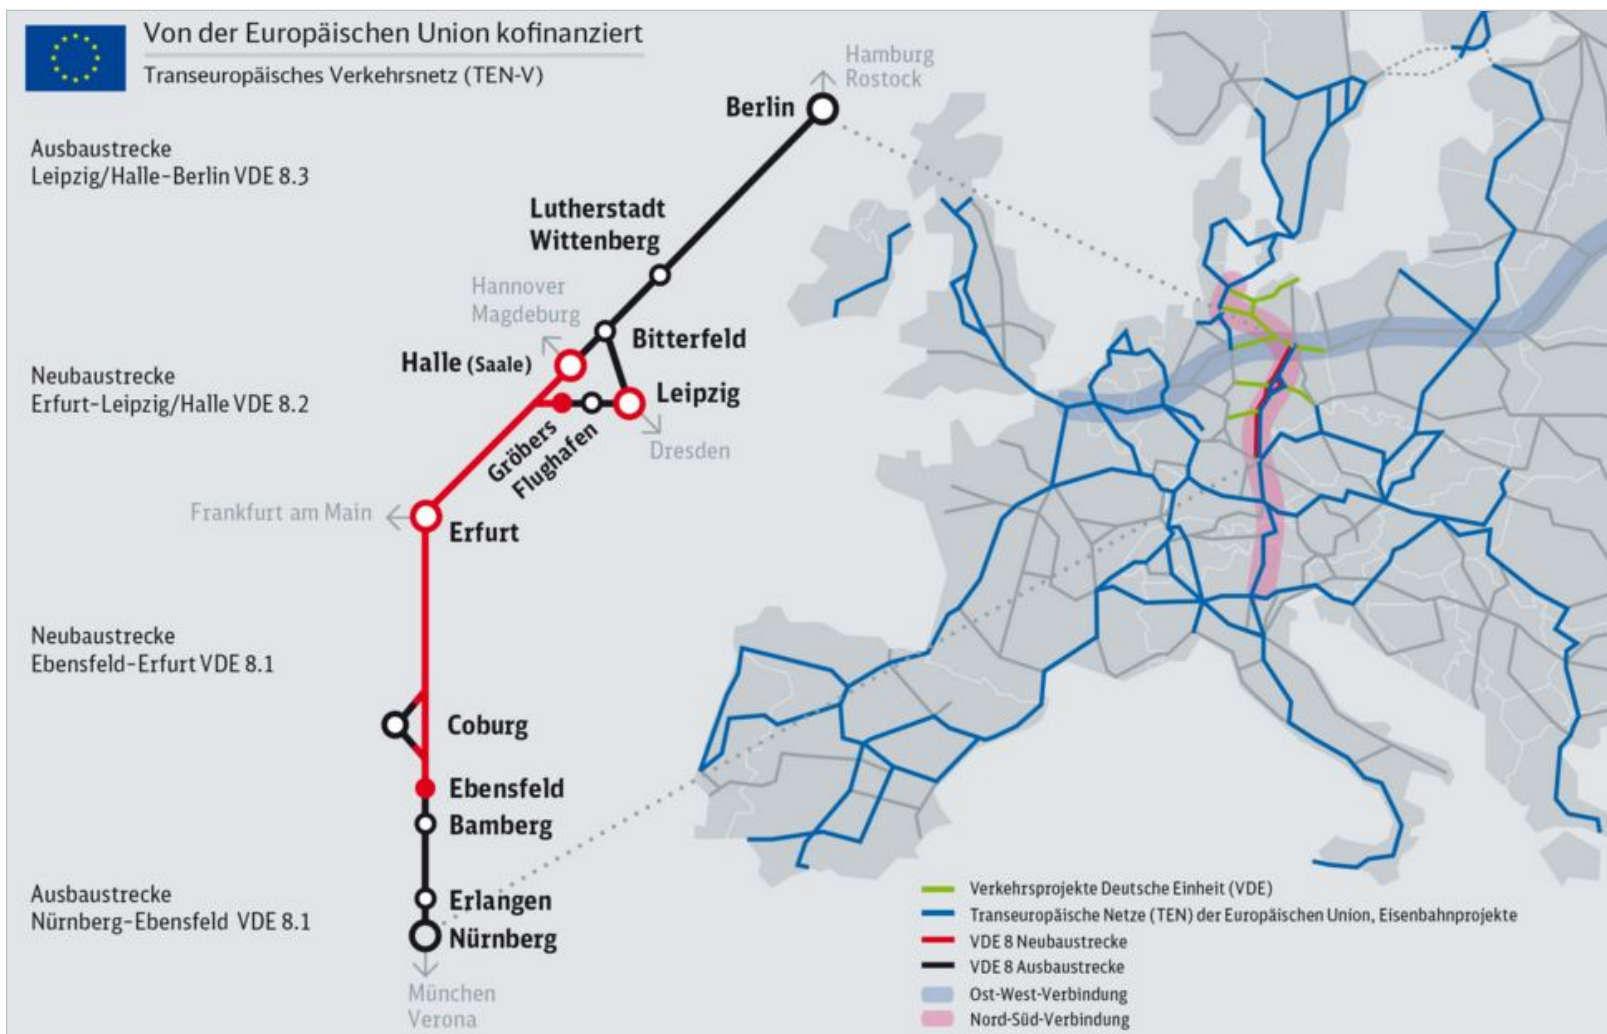 Von der Europäischen Union kofinanziert
Transeuropäisches Verkehrsnetz (TEN-V)
Hamburg
Rostock
Berlin
Ausbaustrecke
Leipzig/Halle-Berlin VDE 8.3
Lutherstadt
Wittenberg
Hannover
Magdeburg
Bitterfeld
Halle (Saale)
Neubaustrecke
Erfurt-Leipzig/Halle VDE 8.2
Leipzig
Gröbers
Flughafen
Dresden
Frankfurt am Main
Erfurt
Neubaustrecke
Ebensfeld-Erfurt VDE 8.1
Coburg
Ebensfeld
Bamberg
Ausbaustrecke
Nürnberg-Ebensfeld VDE 8.1
Erlangen
Nürnberg
München
Verona
Verkehrsprojekte Deutsche Einheit (VDE)
Transeuropäische Netze (TEN) der Europäischen Union, Eisenbahnprojekte
VDE 8 Neubaustrecke
VDE 8 Ausbaustrecke
Ost-West-Verbindung
Nord-Süd-Verbindung